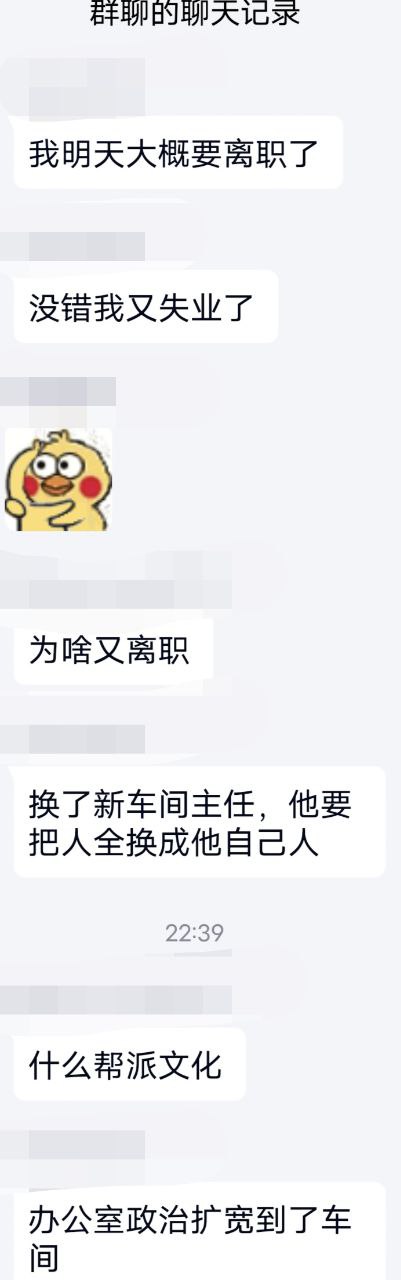 群聊的聊天记录
我明天大概要离职了
没错我又失业了
为啥又离职
换了新车间主任，他要
把人全换成他自己人
22:39
什么帮派文化
办公室政治扩宽到了车
间